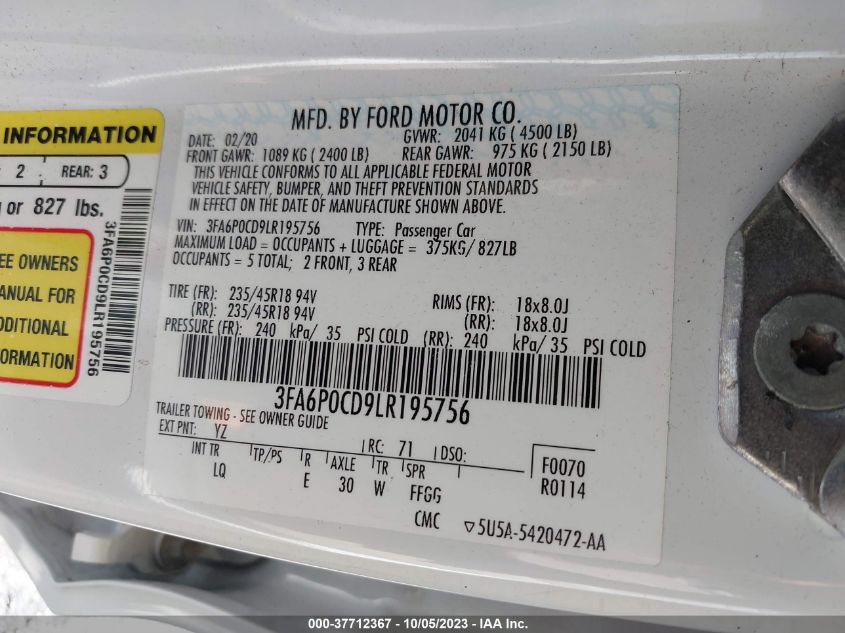 INFORMATION
2 REAR: 3
or 827 lbs.
EE OWNERS
ANUAL FOR
DDITIONAL
FORMATION
3FA6P0CD9LR195756
MFD. BY FORD MOTOR CO.
DATE: 02/20 GVWR: 2041 KG ( 4500 LB)
FRONT GAWR: 1089 KG ( 2400 LB) REAR GAWR: 975 KG ( 2150 LB)
THIS VEHICLE CONFORMS TO ALL APPLICABLE FEDERAL MOTOR
VEHICLE SAFETY, BUMPER, AND THEFT PREVENTION STANDARDS
IN EFFECT ON THE DATE OF MANUFACTURE SHOWN ABOVE.
VIN: 3FA6P0CD9LR195756 TYPE: Passenger Car
MAXIMUM LOAD = OCCUPANTS + LUGGAGE = 375KG/ 827LB
OCCUPANTS = 5 TOTAL; 2 FRONT, 3 REAR
TIRE (FR): 235/45R18 94V RIMS (FR): 18x8.0J
(RR): 235/45R18 94V (RR): 18x8.0J
PRESSURE (FR): 240 kPa/ 35 PSI COLD (RR): 240 kPa/ 35 PSI COLD
3FA6P0CD9LR195756
TRAILER TOWING - SEE OWNER GUIDE
EXT PNT: YZ RC: 71 DSO: F0070
INT TR TP/PS R AXLE TR SPR R0114
LQ E 30 W FFGG
CMC ▽5U5A-5420472-AA
000-37712367 - 10/05/2023 - IAA Inc.